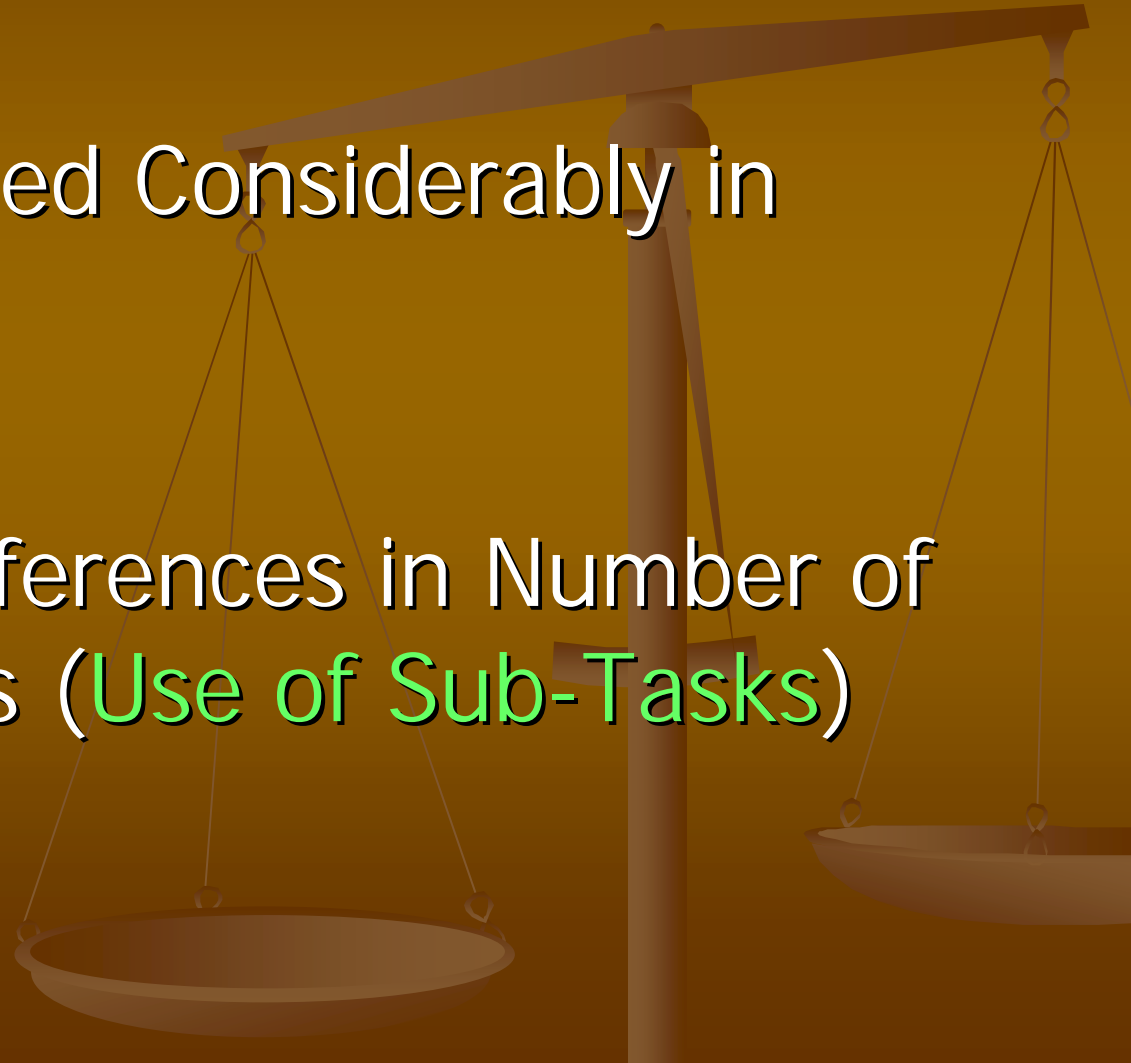 ed Considerably in
ferences in Number of
s (Use of Sub-Tasks)